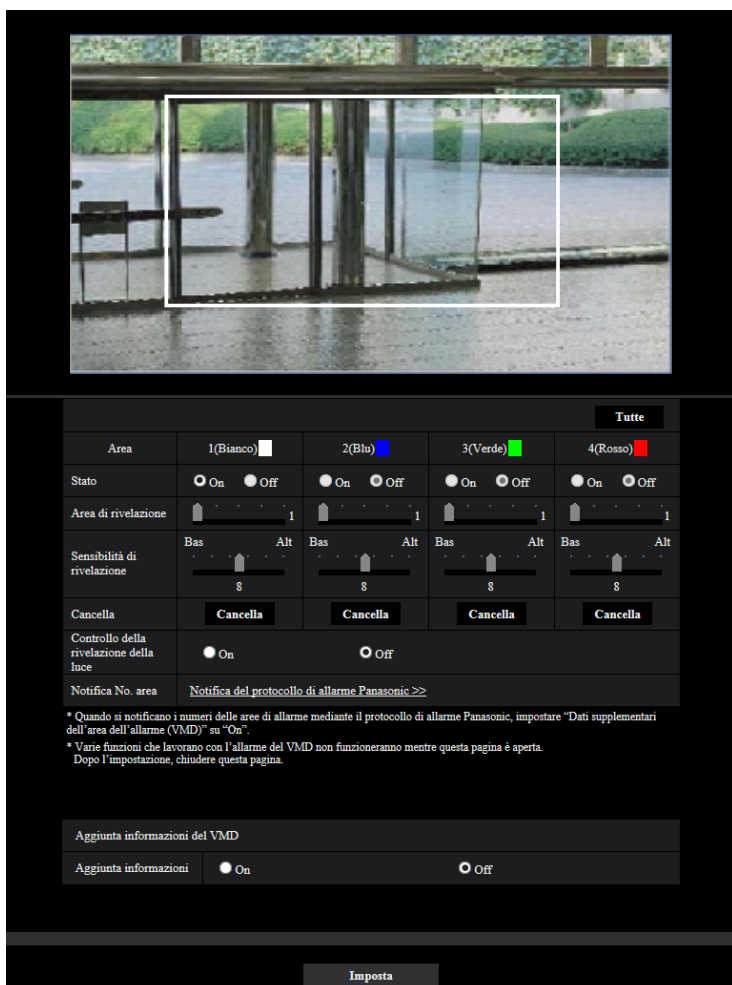 Tutte
Area 1(Bianco) 2(Blu) 3(Verde) 4(Rosso)
Stato On Off On Off On Off On Off
Area di rivelazione 1 1 1 1
Bas Alt Bas Alt Bas Alt Bas Alt
Sensibilità di
rivelazione
8 8 8 8
Cancella Cancella Cancella Cancella Cancella
Controllo della
rivelazione della
luce
On Off
Notifica No. area Notifica del protocollo di allarme Panasonic >>
* Quando si notificano i numeri delle aree di allarme mediante il protocollo di allarme Panasonic, impostare “Dati supplementari
dell’area dell’allarme (VMD)” su “On”.
* Varie funzioni che lavorano con l’allarme del VMD non funzioneranno mentre questa pagina è aperta.
Dopo l’impostazione, chiudere questa pagina.
Aggiunta informazioni del VMD
Aggiunta informazioni On Off
Imposta